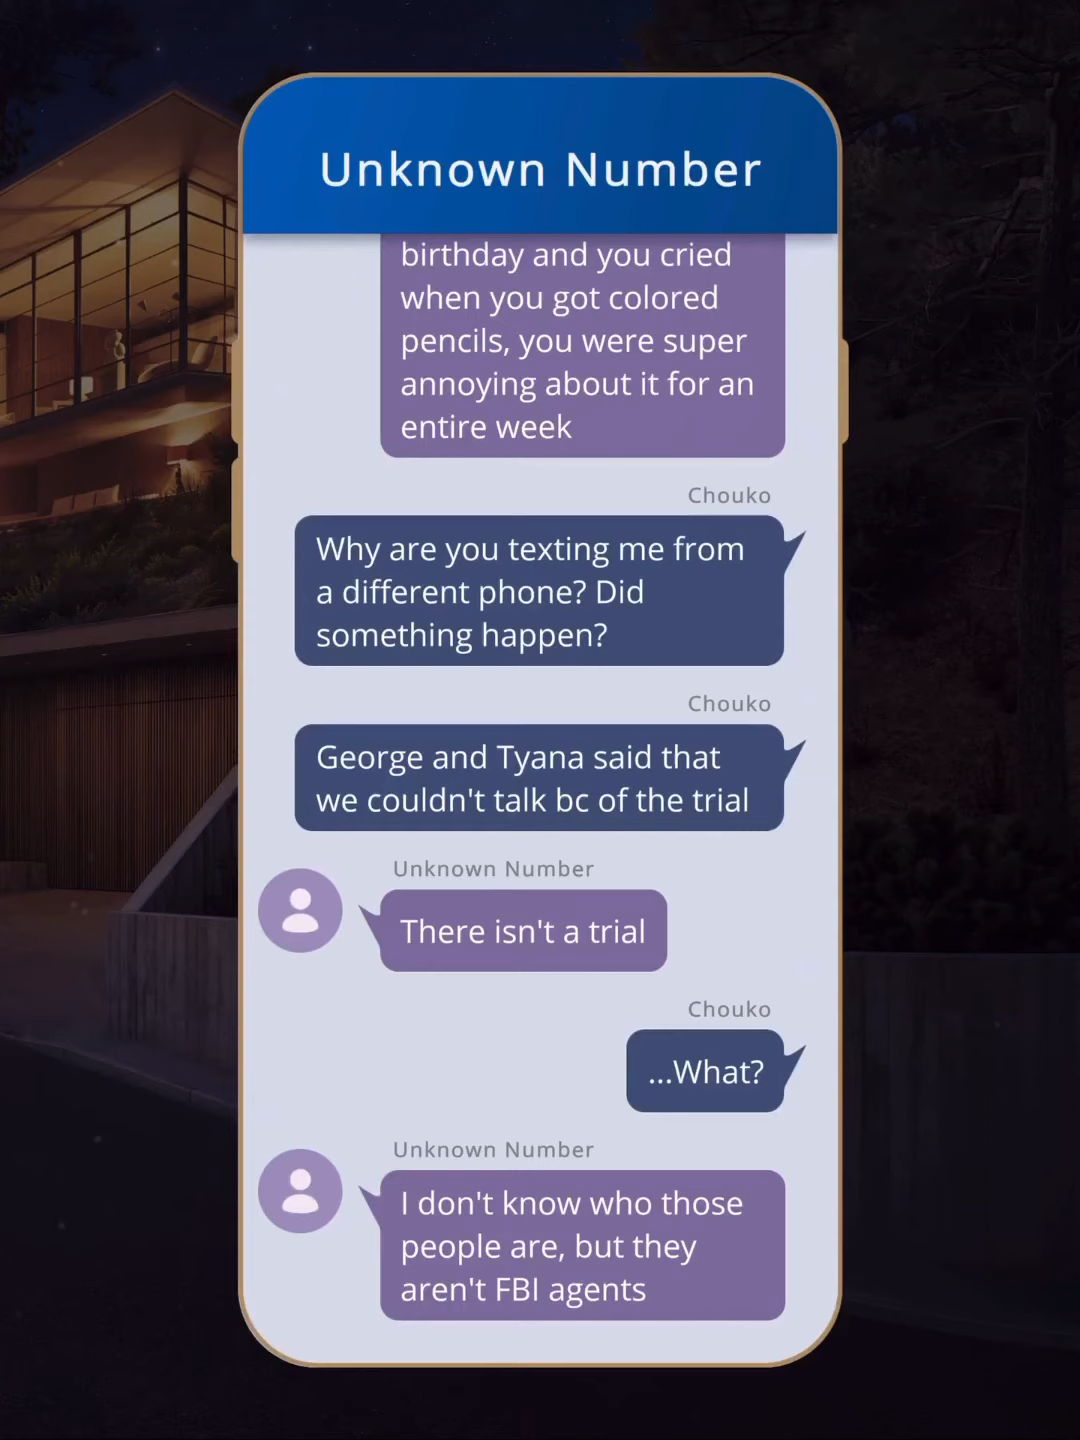 Unknown Number
birthday and you cried
when you got colored
pencils, you were super
annoying about it for an
entire week
Chouko
Why are you texting me from
a different phone? Did
something happen?
Chouko
George and Tyana said that
we couldn't talk bc of the trial
Unknown Number
There isn't a trial
Chouko
...What?
Unknown Number
I don't know who those
people are, but they
aren't FBI agents